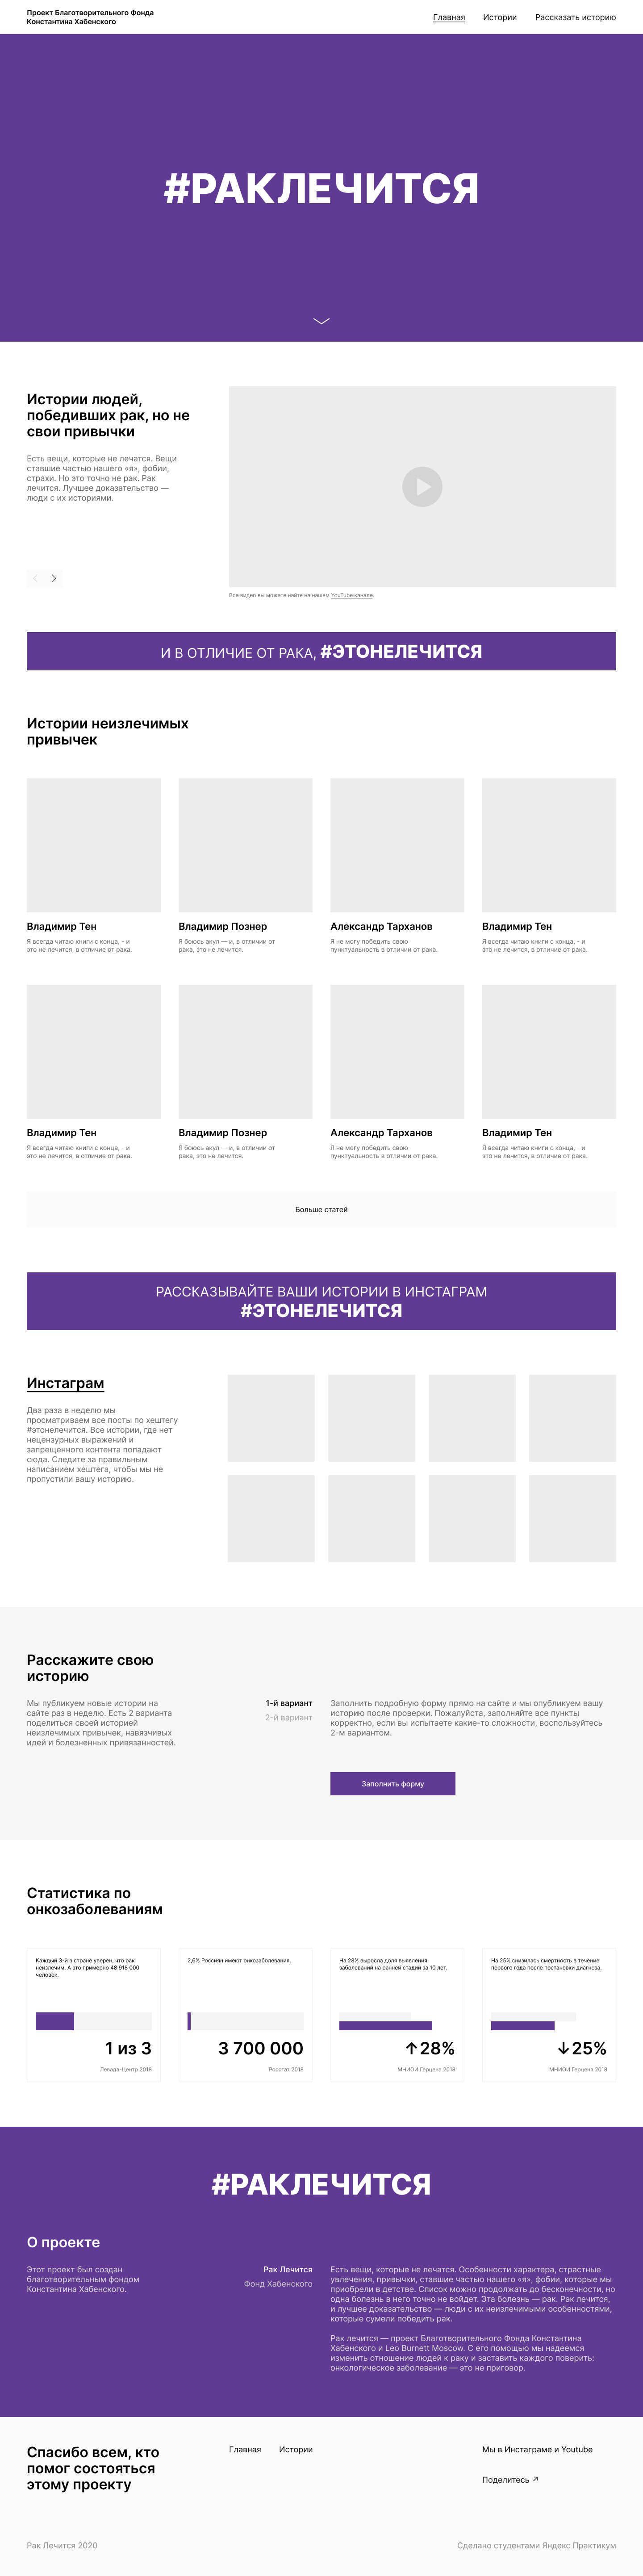 Проект Благотворительного Фонда
Константина Хабенского
Главная
Истории
Рассказать историю
#РАКЛЕЧИТСЯ
Истории людей,
победивших рак, но не
свои привычки
Есть вещи, которые не лечатся. Вещи
ставшие частью нашего «я», фобии,
страхи. Но это точно не рак. Рак
лечится. Лучшее доказательство —
люди с их историями.
Все видео вы можете найте на нашем YouTube канале.
И В ОТЛИЧИЕ ОТ РАКА, #ЭТОНЕЛЕЧИТСЯ
Истории неизлечимых
привычек
Владимир Тен
Я всегда читаю книги с конца, - и
это не лечится, в отличие от рака.
Владимир Познер
Я боюсь акул — и, в отличии от
рака, это не лечится.
Александр Тарханов
Я не могу победить свою
пунктуальность в отличии от рака.
Владимир Тен
Я всегда читаю книги с конца, - и
это не лечится, в отличие от рака.
Владимир Тен
Я всегда читаю книги с конца, - и
это не лечится, в отличие от рака.
Владимир Познер
Я боюсь акул — и, в отличии от
рака, это не лечится.
Александр Тарханов
Я не могу победить свою
пунктуальность в отличии от рака.
Владимир Тен
Я всегда читаю книги с конца, - и
это не лечится, в отличие от рака.
Больше статей
РАССКАЗЫВАЙТЕ ВАШИ ИСТОРИИ В ИНСТАГРАМ
#ЭТОНЕЛЕЧИТСЯ
Инстаграм
Два раза в неделю мы
просматриваем все посты по хештегу
#этонелечится. Все истории, где нет
нецензурных выражений и
запрещенного контента попадают
сюда. Следите за правильным
написанием хештега, чтобы мы не
пропустили вашу историю.
Расскажите свою
историю
Мы публикуем новые истории на
сайте раз в неделю. Есть 2 варианта
поделиться своей историей
неизлечимых привычек, навязчивых
идей и болезненных привязанностей.
1-й вариант
2-й вариант
Заполнить подробную форму прямо на сайте и мы опубликуем вашу
историю после проверки. Пожалуйста, заполняйте все пункты
корректно, если вы испытаете какие-то сложности, воспользуйтесь
2-м вариантом.
Заполнить форму
Статистика по
онкозаболеваниям
Каждый 3-й в стране уверен, что рак
неизлечим. А это примерно 48 918 000
человек.
1 из 3
Левада-Центр 2018
2,6% Россиян имеют онкозаболевания.
3 700 000
Росстат 2018
На 28% выросла доля выявления
заболеваний на ранней стадии за 10 лет.
↑28%
МНИОИ Герцена 2018
На 25% снизилась смертность в течение
первого года после постановки диагноза.
↓25%
МНИОИ Герцена 2018
#РАКЛЕЧИТСЯ
О проекте
Этот проект был создан
благотворительным фондом
Константина Хабенского.
Рак Лечится
Фонд Хабенского
Есть вещи, которые не лечатся. Особенности характера, страстные
увлечения, привычки, ставшие частью нашего «я», фобии, которые мы
приобрели в детстве. Список можно продолжать до бесконечности, но
одна болезнь в него точно не войдет. Эта болезнь — рак. Рак лечится,
и лучшее доказательство — люди с их неизлечимыми особенностями,
которые сумели победить рак.
Рак лечится — проект Благотворительного Фонда Константина
Хабенского и Leo Burnett Moscow. С его помощью мы надеемся
изменить отношение людей к раку и заставить каждого поверить:
онкологическое заболевание — это не приговор.
Спасибо всем, кто
помог состояться
этому проекту
Главная
Истории
Мы в Инстаграме и Youtube
Поделитесь ↗
Рак Лечится 2020
Сделано студентами Яндекс Практикум